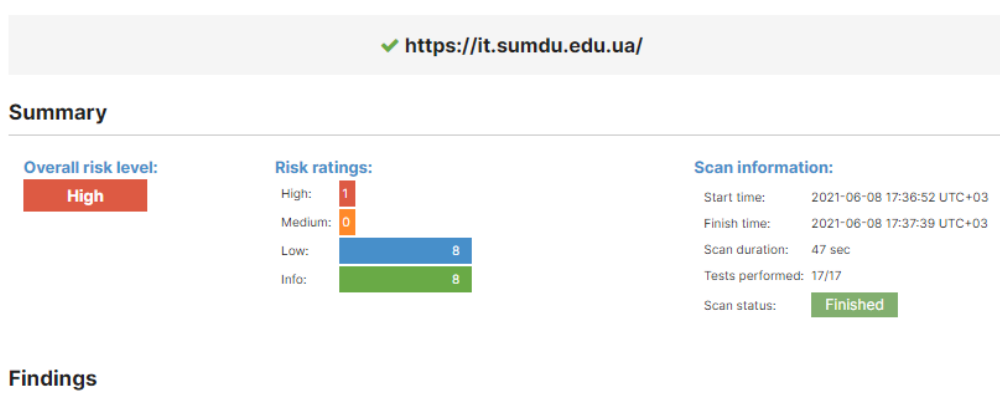 https://it.sumdu.edu.ua/
Summary
Overall risk level:
High
Risk ratings:
High: 1
Medium: 0
Low: 8
Info: 8
Scan information:
Start time: 2021-06-08 17:36:52 UTC+03
Finish time: 2021-06-08 17:37:39 UTC+03
Scan duration: 47 sec
Tests performed: 17/17
Scan status: Finished
Findings